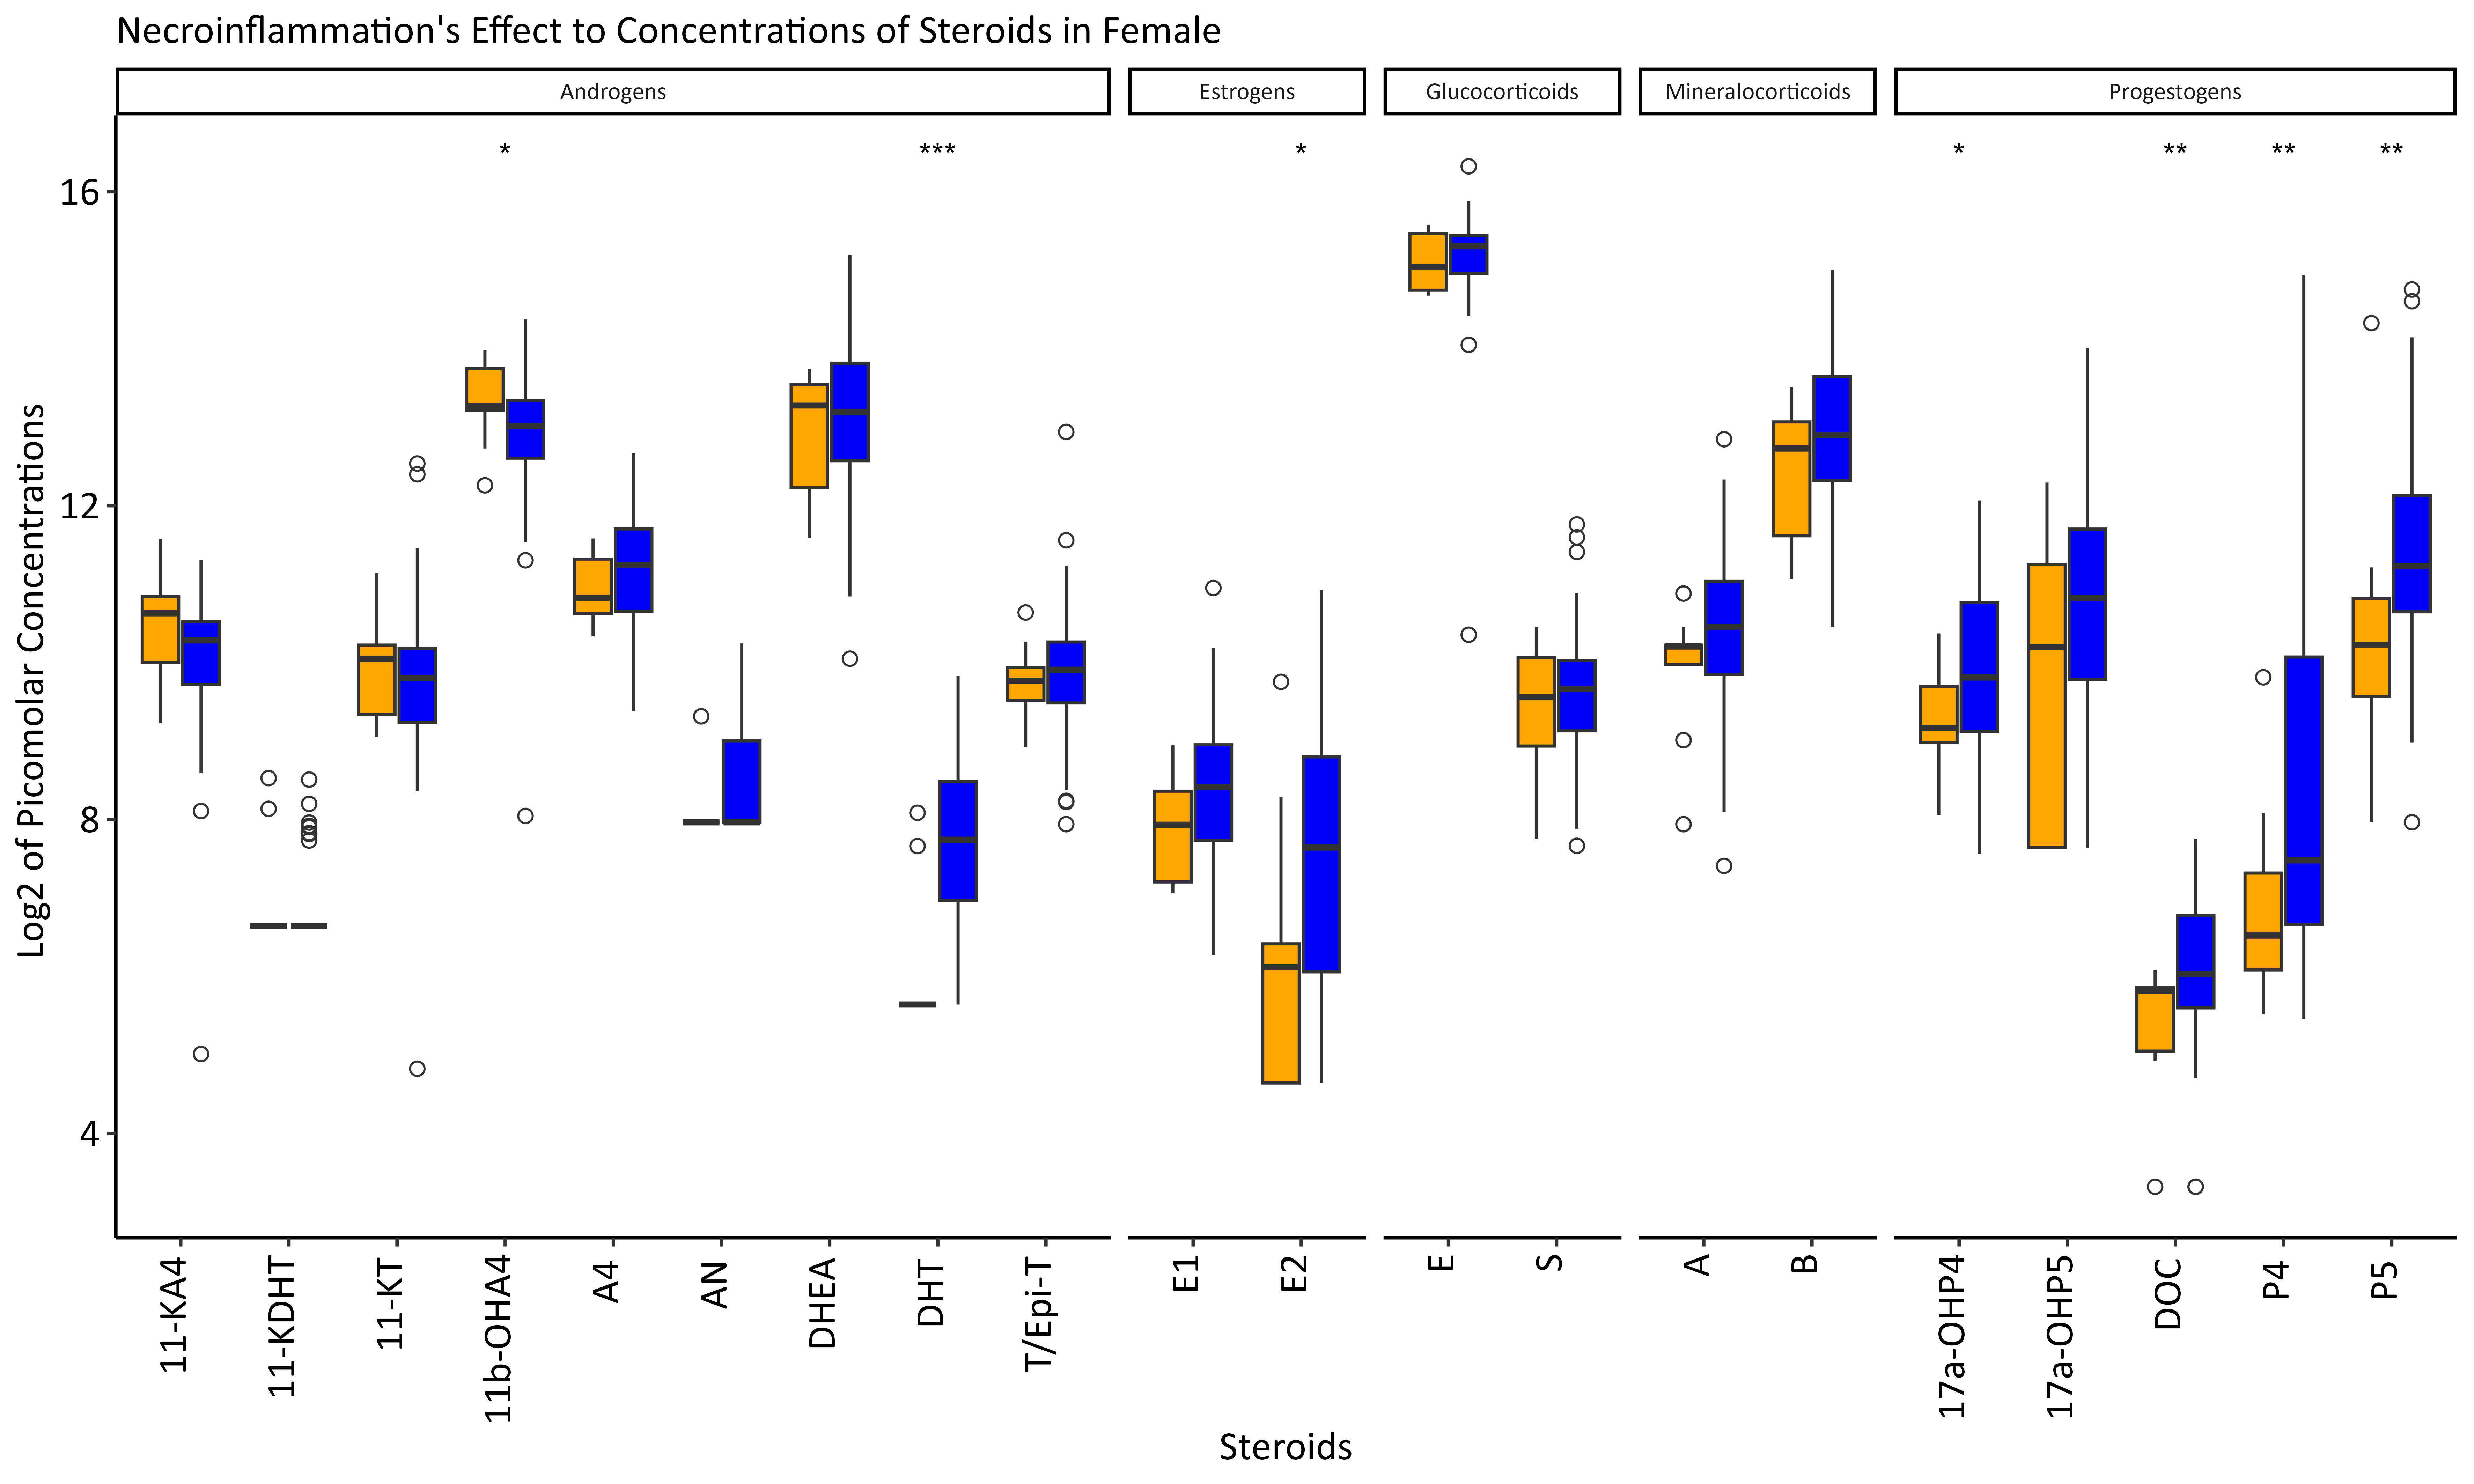 Necroinflammation's Effect to Concentrations of Steroids in Female
Androgens Estrogens Glucocorticoids Mineralocorticoids Progestogens
* *** * * ** ** **
16
12
8
4
Log2 of Picomolar Concentrations
11-KA4 11-KDHT 11-KT 11b-OHA4 A4 AN DHEA DHT T/Epi-T E1 E2 E S A B 17a-OHP4 17a-OHP5 DOC P4 P5
Steroids